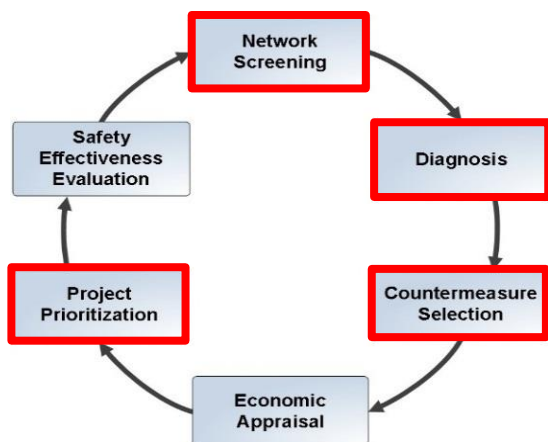 Network
Screening
Diagnosis
Countermeasure
Selection
Economic
Appraisal
Project
Prioritization
Safety
Effectiveness
Evaluation